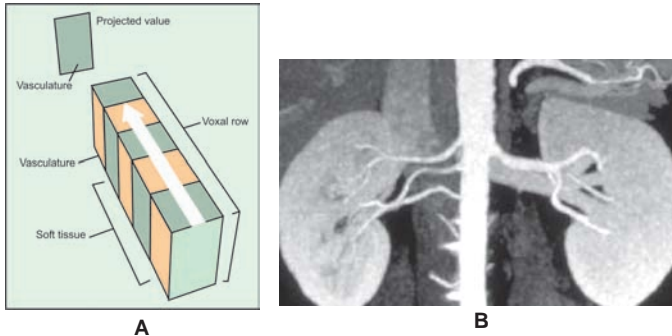 Projected value
Vasculature
Voxal row
Vasculature
Soft tissue
A
B